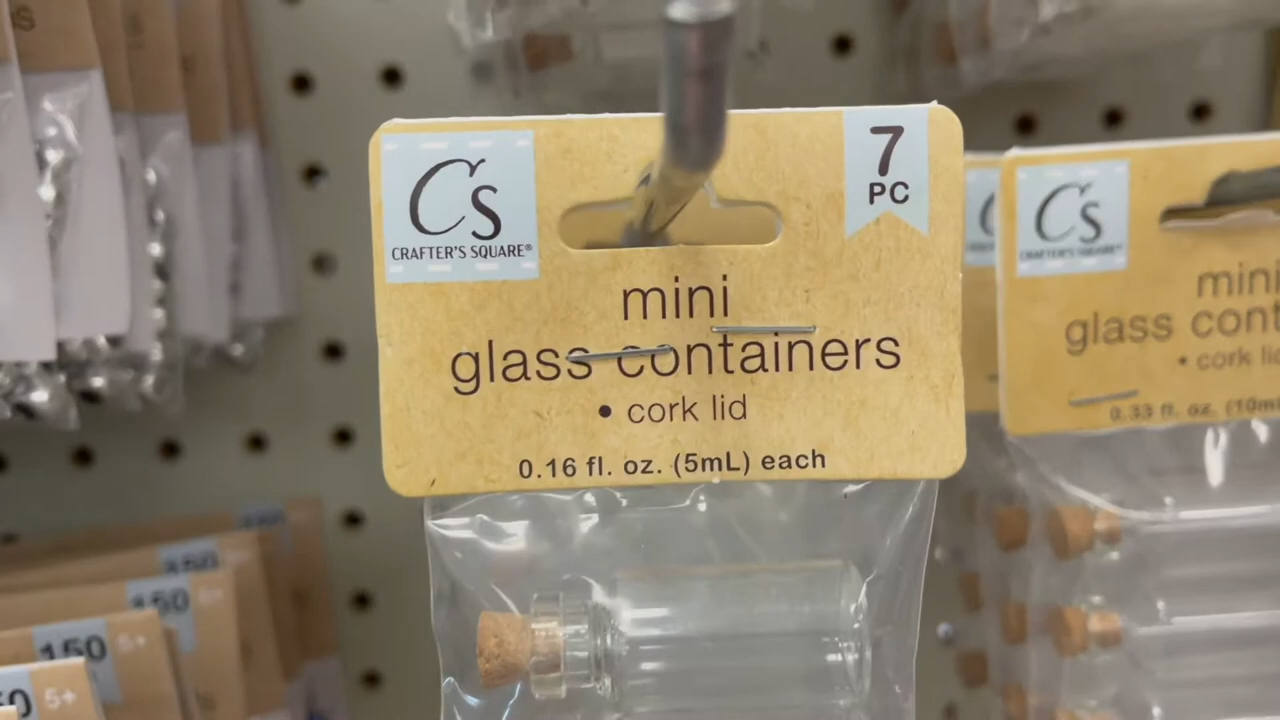 Cs
CRAFTER'S SQUARE®
7
PC
mini
glass containers
• cork lid
0.16 fl. oz. (5mL) each
Cs
CRAFTER'S SQUARE
mini
glass cont
• cork li
0.33 fl. oz. (10m
150
150
150
5+
5+